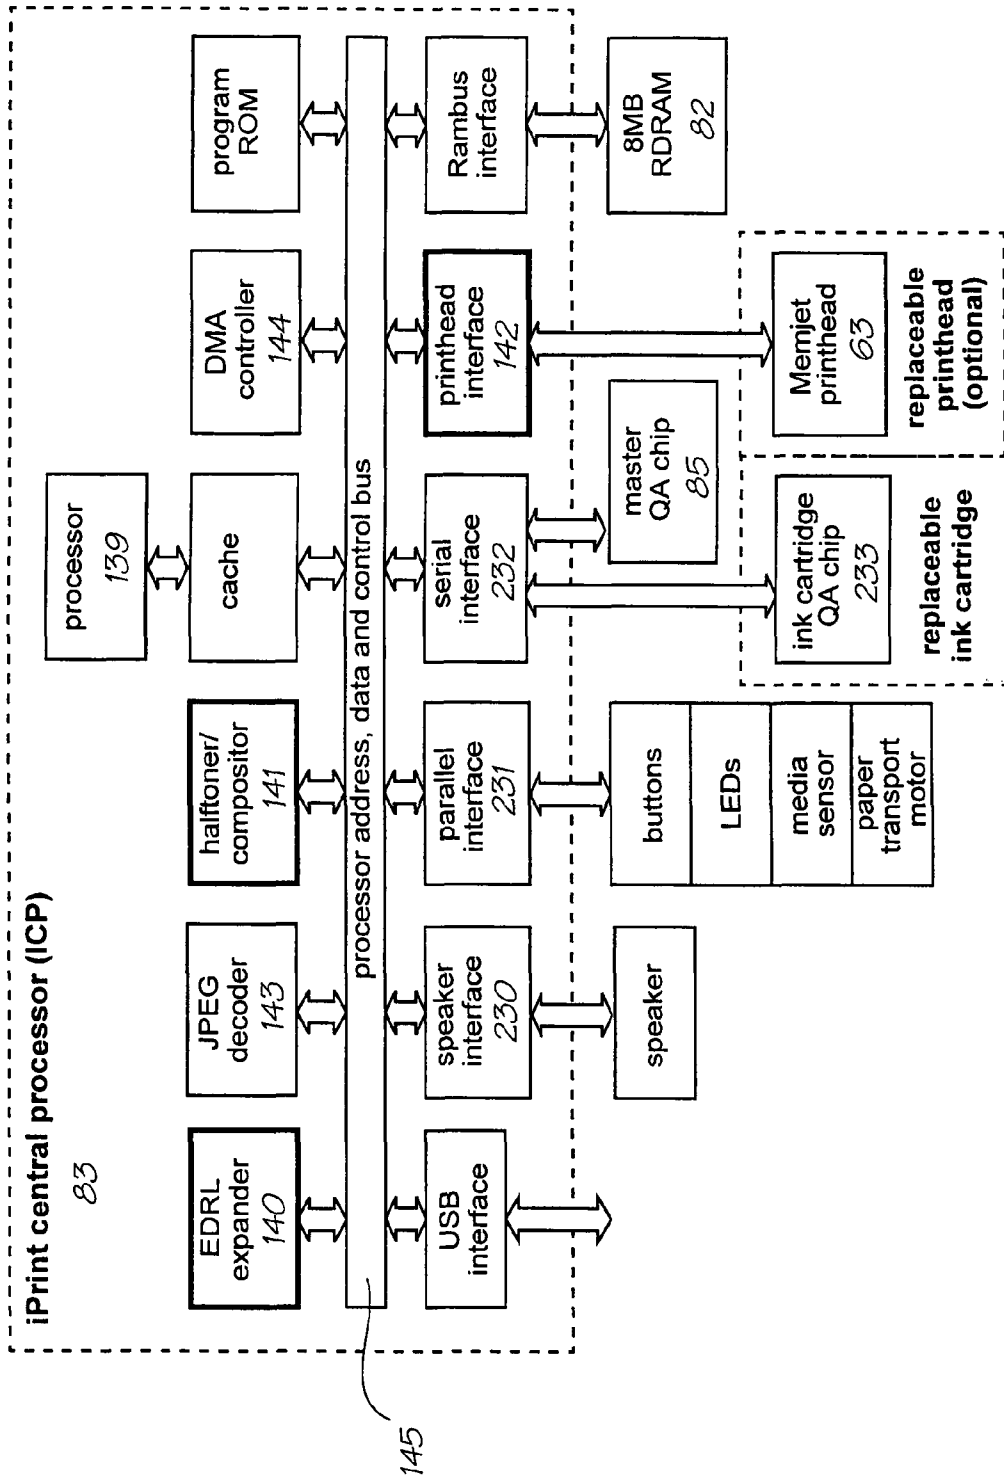 iPrint central processor (ICP)
83
processor
139
EDRL
expander
140
JPEG
decoder
143
halftoner/
compositor
141
cache
DMA
controller
144
program
ROM
processor address, data and control bus
145
USB
interface
speaker
interface
230
parallel
interface
231
serial
interface
232
printhead
interface
142
Rambus
interface
speaker
buttons
LEDs
media
sensor
paper
transport
motor
master
QA chip
85
8MB
RDRAM
82
ink cartridge
QA chip
233
replaceable
ink cartridge
Memjet
printhead
63
replaceable
printhead
(optional)